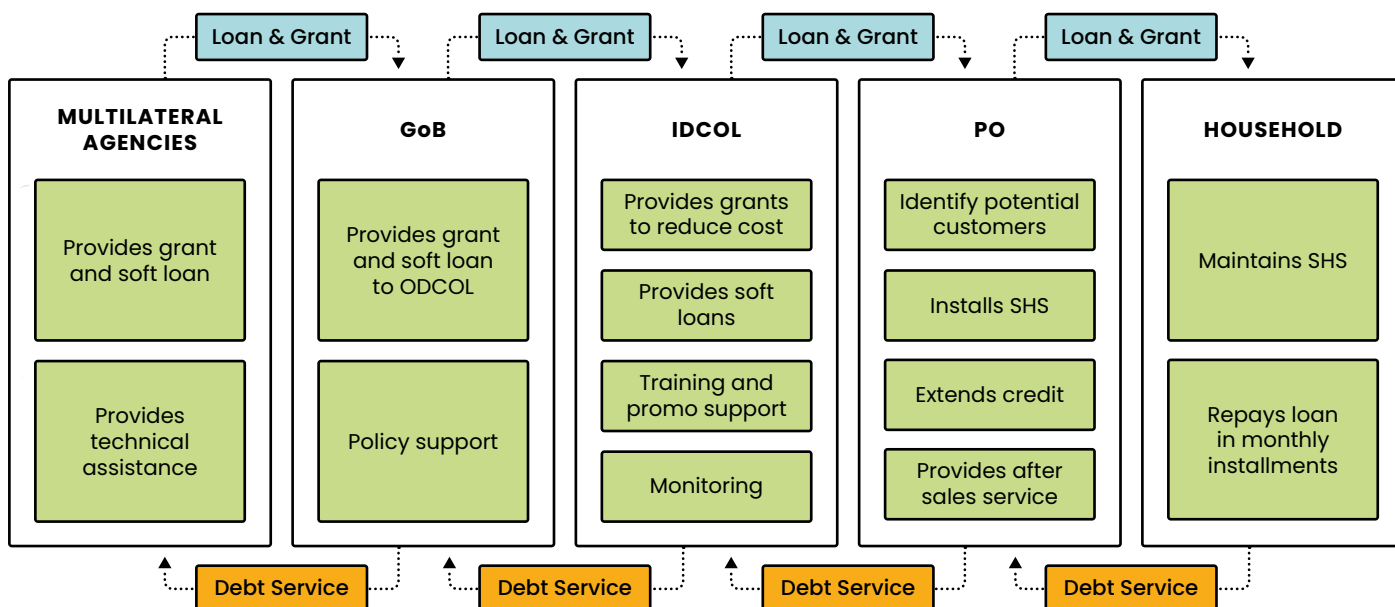 Loan & Grant
Loan & Grant
Loan & Grant
Loan & Grant
MULTILATERAL
AGENCIES
Provides grant
and soft loan
Provides
technical
assistance
GoB
Provides grant
and soft loan
to ODCOL
Policy support
IDCOL
Provides grants
to reduce cost
Provides soft
loans
Training and
promo support
Monitoring
PO
Identify potential
customers
Installs SHS
Extends credit
Provides after
sales service
HOUSEHOLD
Maintains SHS
Repays loan
in monthly
installments
Debt Service
Debt Service
Debt Service
Debt Service